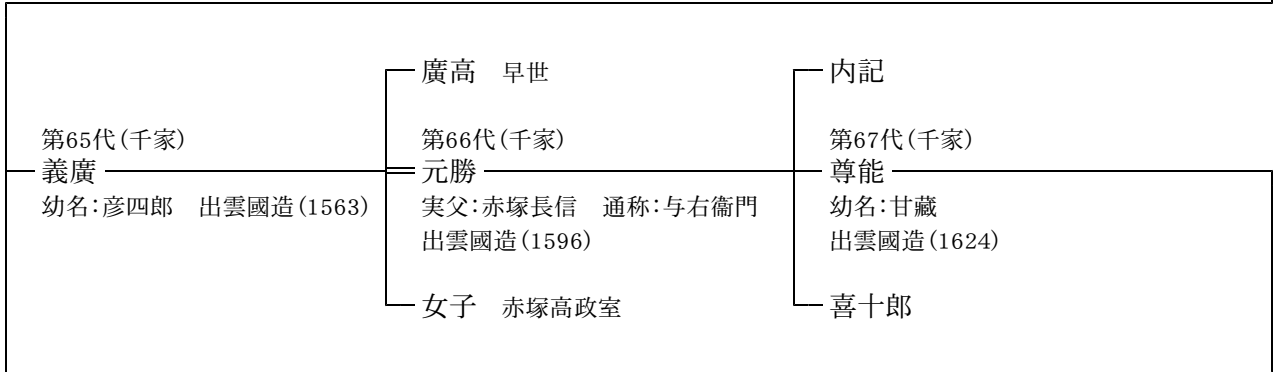 廣高　早世
内記
第65代(千家)
義廣
幼名：彦四郎　出雲國造(1563)
第66代(千家)
元勝
実父：赤塚長信　通称：与右衞門
出雲國造(1596)
第67代(千家)
尊能
幼名：甘藏
出雲國造(1624)
女子　赤塚高政室
喜十郎